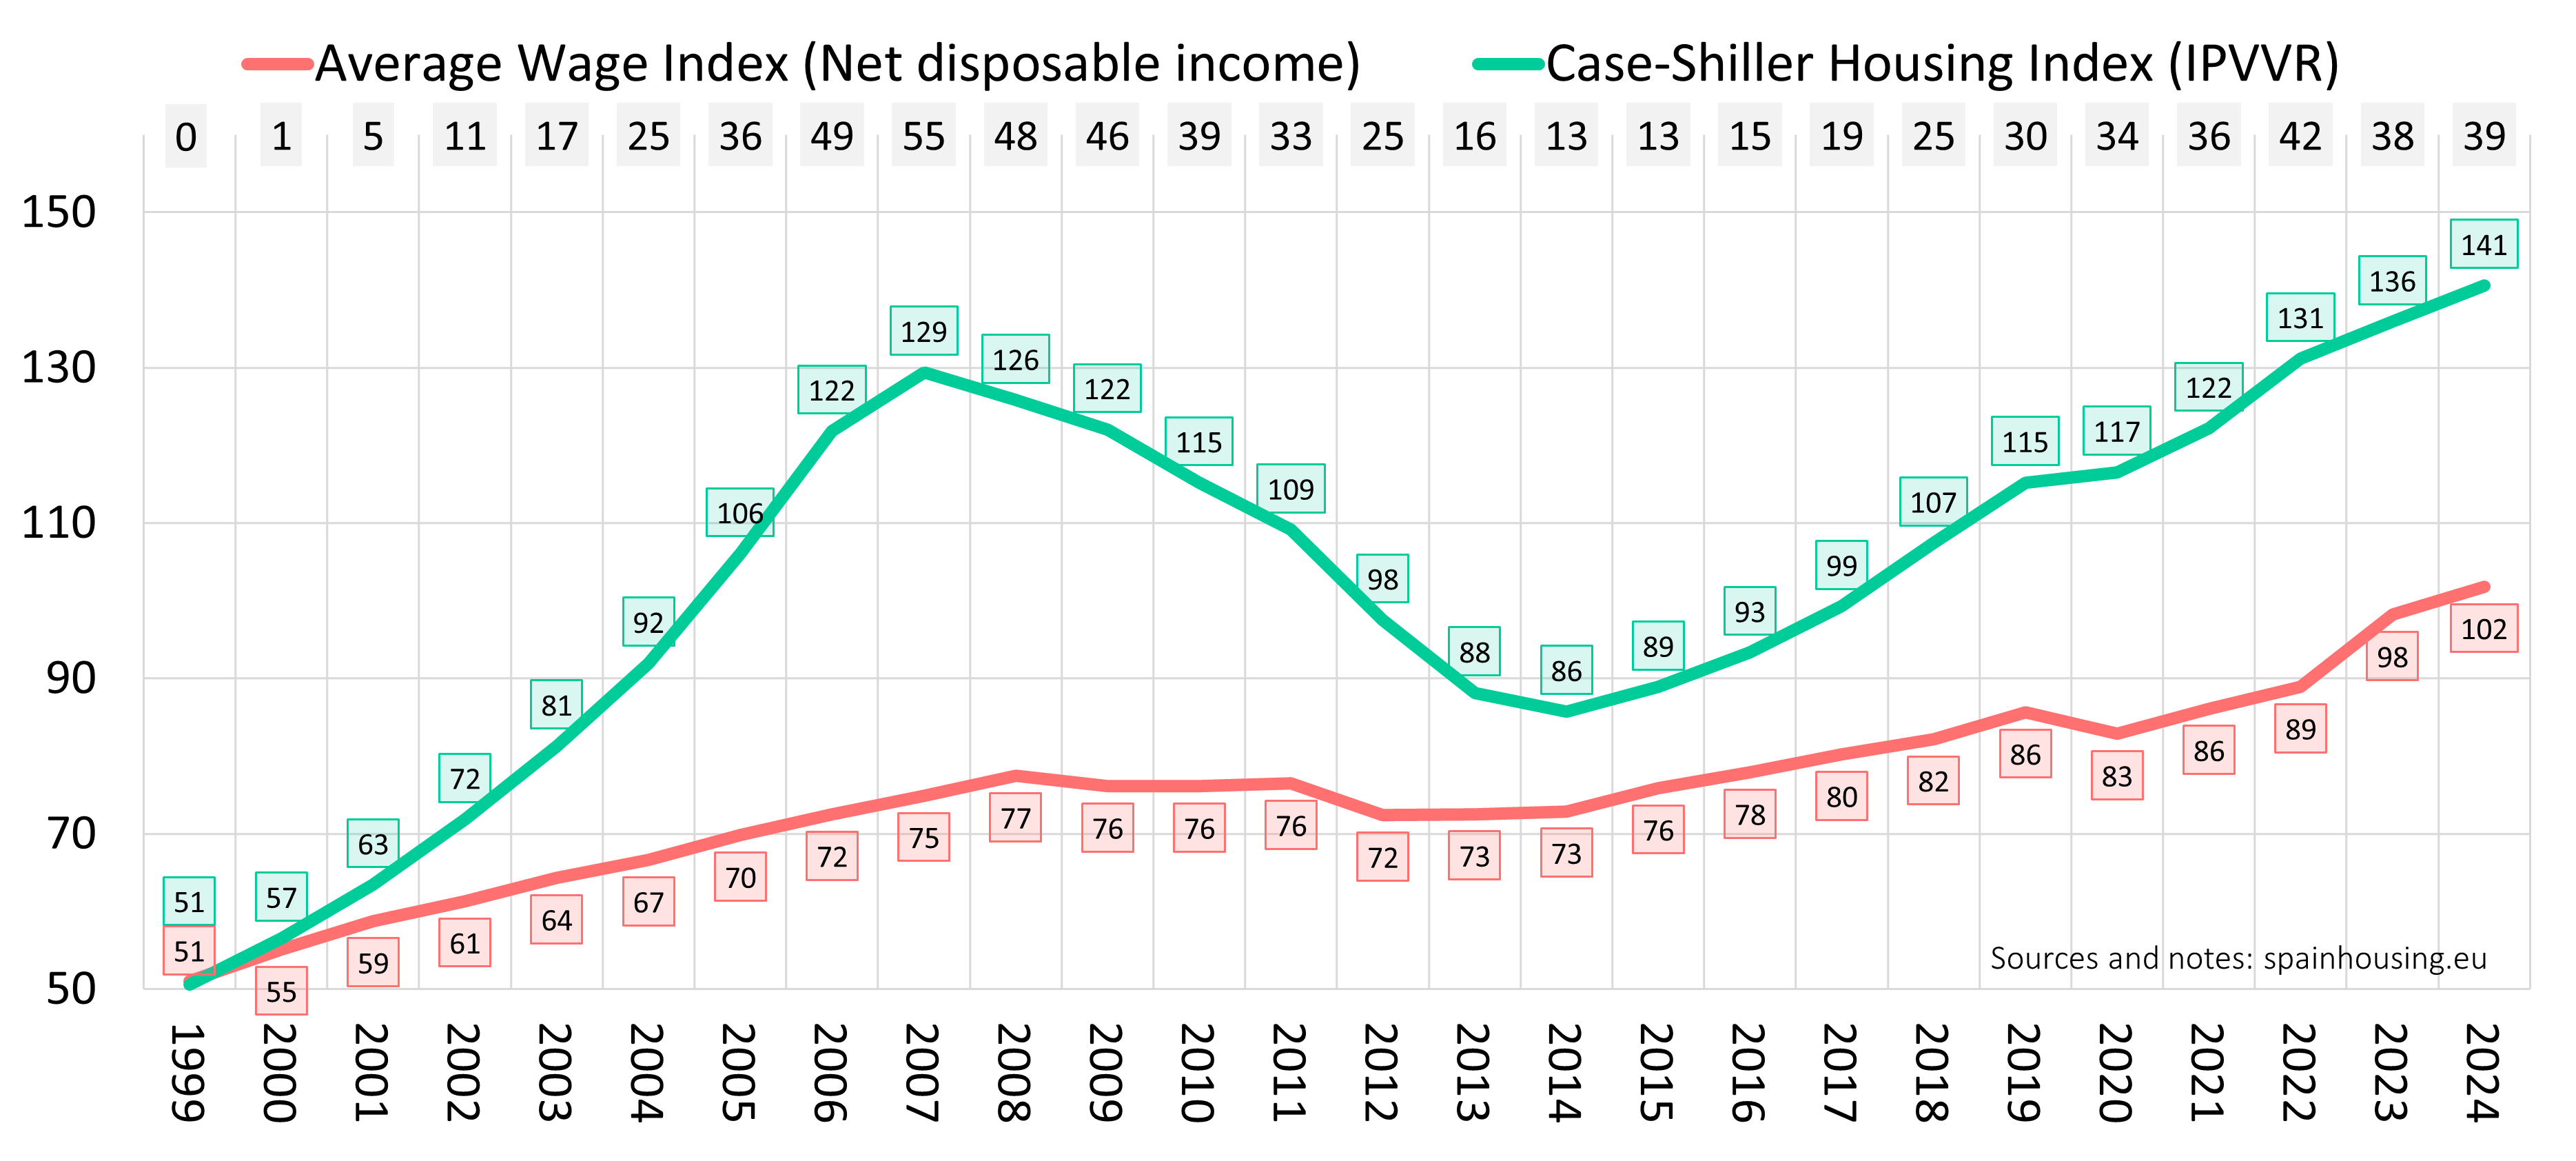 Average Wage Index (Net disposable income) Case-Shiller Housing Index (IPVVR)
0 1 5 11 17 25 36 49 55 48 46 39 33 25 16 13 13 15 19 25 30 34 36 42 38 39
150
130
110
90
70
50
51 57 63 72 81 92 106 122 129 126 122 115 109 98 88 86 89 93 99 107 115 117 122 131 136 141
51 55 59 61 64 67 70 72 75 77 76 76 76 72 73 73 76 78 80 82 86 83 86 89 98 102
Sources and notes: spainhousing.eu
1999 2000 2001 2002 2003 2004 2005 2006 2007 2008 2009 2010 2011 2012 2013 2014 2015 2016 2017 2018 2019 2020 2021 2022 2023 2024